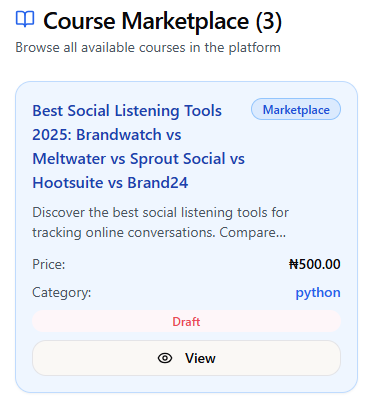 Course Marketplace (3)
Browse all available courses in the platform
Best Social Listening Tools
2025: Brandwatch vs
Meltwater vs Sprout Social vs
Hootsuite vs Brand24
Marketplace
Discover the best social listening tools for
tracking online conversations. Compare...
Price:
₦500.00
Category:
python
Draft
View